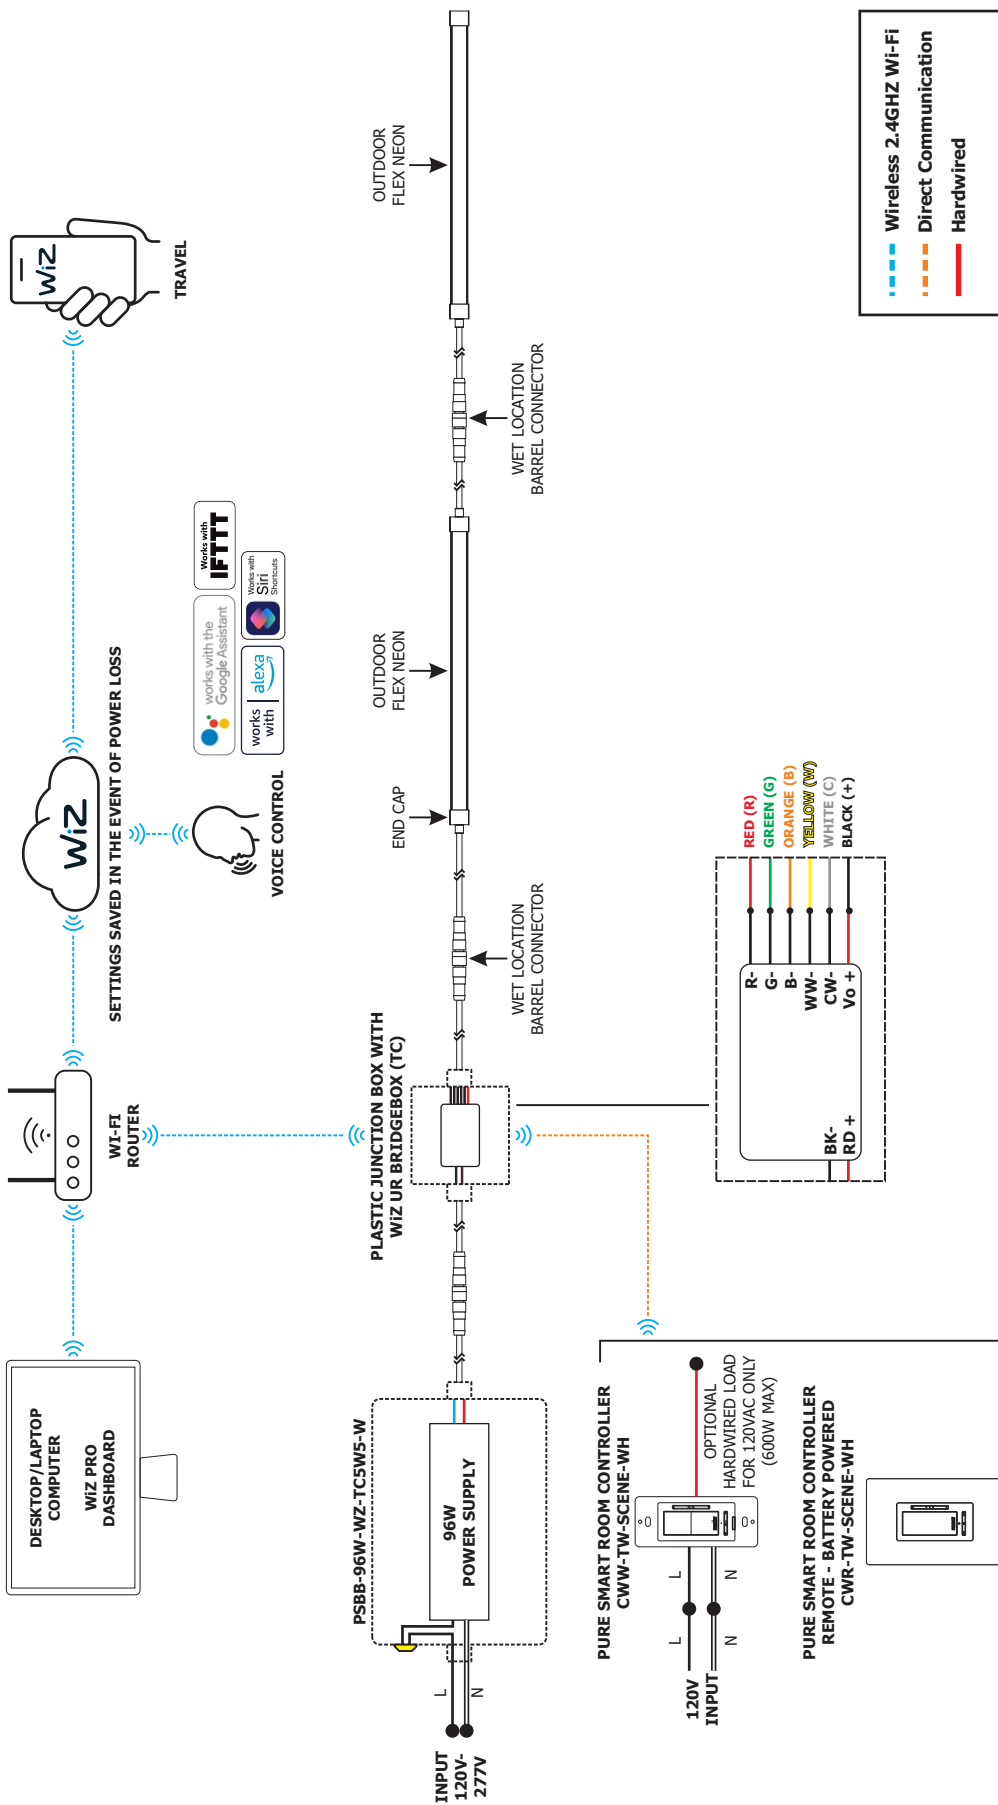 DESKTOP/LAPTOP
COMPUTER
WiZ PRO
DASHBOARD
WI-FI
ROUTER
WiZ
SETTINGS SAVED IN THE EVENT OF POWER LOSS
WiZ
TRAVEL
VOICE CONTROL
works with the
Google Assistant
Works with
IFTTT
works
with
alexa
Works with
Siri
Shortcuts
PSBB-96W-WZ-TC5W5-W
96W
POWER SUPPLY
L
N
INPUT
120V-
277V
PLASTIC JUNCTION BOX WITH
WiZ UR BRIDGEBOX (TC)
WET LOCATION
BARREL CONNECTOR
END CAP
OUTDOOR
FLEX NEON
WET LOCATION
BARREL CONNECTOR
OUTDOOR
FLEX NEON
PURE SMART ROOM CONTROLLER
CWW-TW-SCENE-WH
120V
INPUT
L
L
N
N
OPTIONAL
HARDWIRED LOAD
FOR 120VAC ONLY
(600W MAX)
PURE SMART ROOM CONTROLLER
REMOTE - BATTERY POWERED
CWR-TW-SCENE-WH
BK-
RD +
R-
G-
B-
WW-
CW-
Vo +
RED (R)
GREEN (G)
ORANGE (B)
YELLOW (W)
WHITE (C)
BLACK (+)
Wireless 2.4GHZ Wi-Fi
Direct Communication
Hardwired